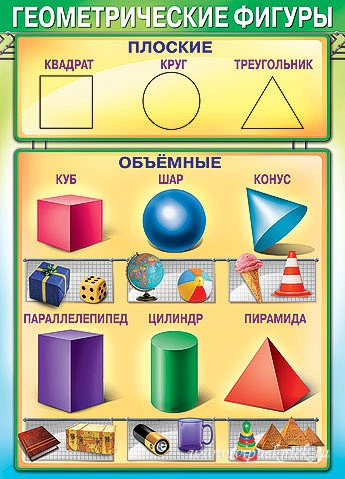 ГЕОМЕТРИЧЕСКИЕ ФИГУРЫ
ПЛОСКИЕ
КВАДРАТ КРУГ ТРЕУГОЛЬНИК
ОБЪЁМНЫЕ
КУБ ШАР КОНУС
ПАРАЛЛЕЛЕПИПЕД ЦИЛИНДР ПИРАМИДА